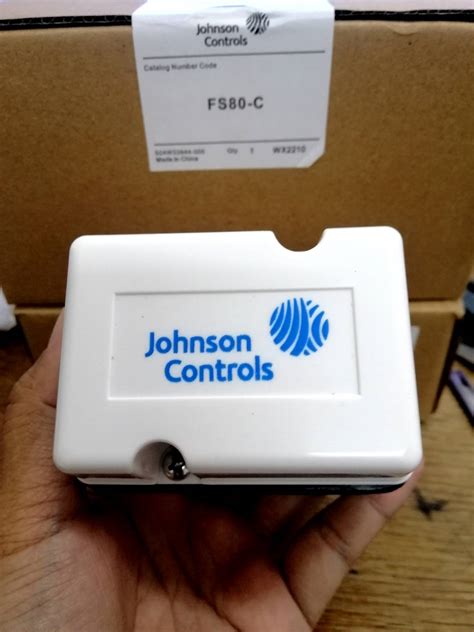 Johnson
Controls
Catalog Number Code
FS80-C
Qty 1 WX2210
Made in China
Johnson
Controls